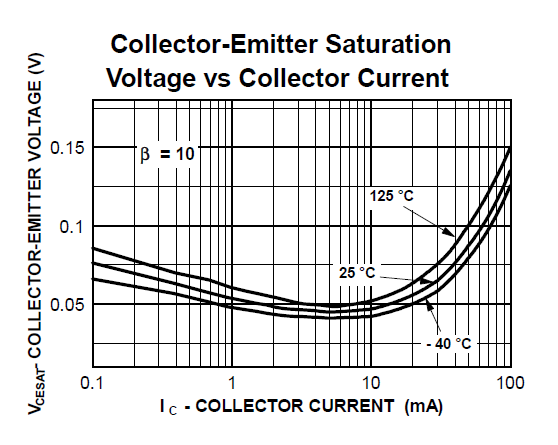 Collector-Emitter Saturation
Voltage vs Collector Current
VCESAT- COLLECTOR-EMITTER VOLTAGE (V)
0.15
β = 10
125 °C
0.1
25 °C
0.05
- 40 °C
0.1 1 10 100
I C - COLLECTOR CURRENT (mA)